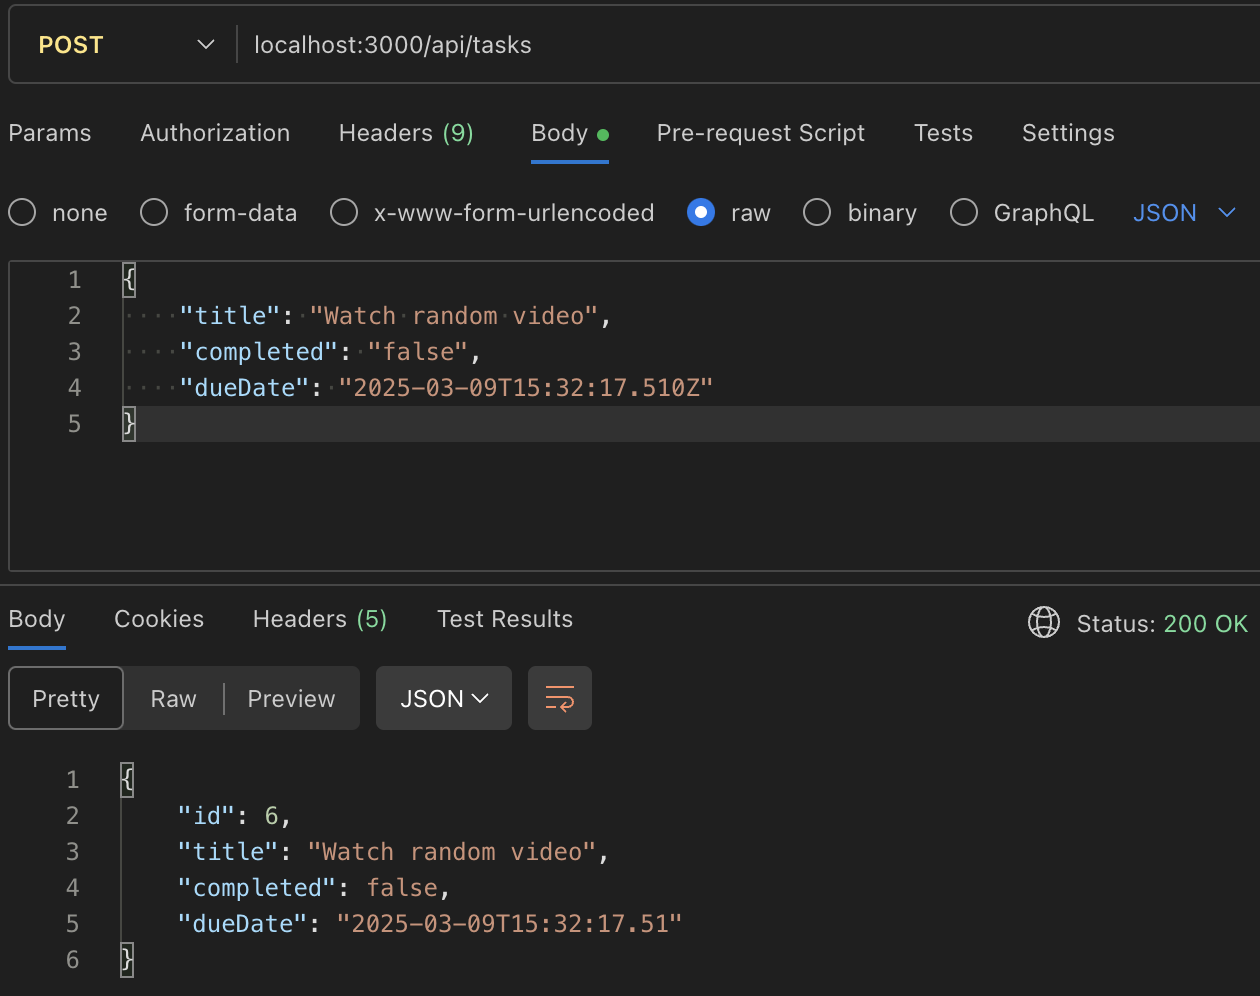 POST localhost:3000/api/tasks
Params Authorization Headers (9) Body Pre-request Script Tests Settings
none form-data x-www-form-urlencoded raw binary GraphQL JSON
1 {
2 ····"title":·"Watch·random·video",
3 ····"completed":·"false",
4 ····"dueDate":·"2025-03-09T15:32:17.510Z"
5 }
Body Cookies Headers (5) Test Results Status: 200 OK
Pretty Raw Preview JSON
1 {
2     "id": 6,
3     "title": "Watch random video",
4     "completed": false,
5     "dueDate": "2025-03-09T15:32:17.51"
6 }